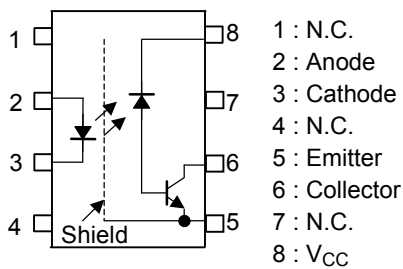 1
2
3
4
8
7
6
5
Shield
1 : N.C.
2 : Anode
3 : Cathode
4 : N.C.
5 : Emitter
6 : Collector
7 : N.C.
8 : VCC